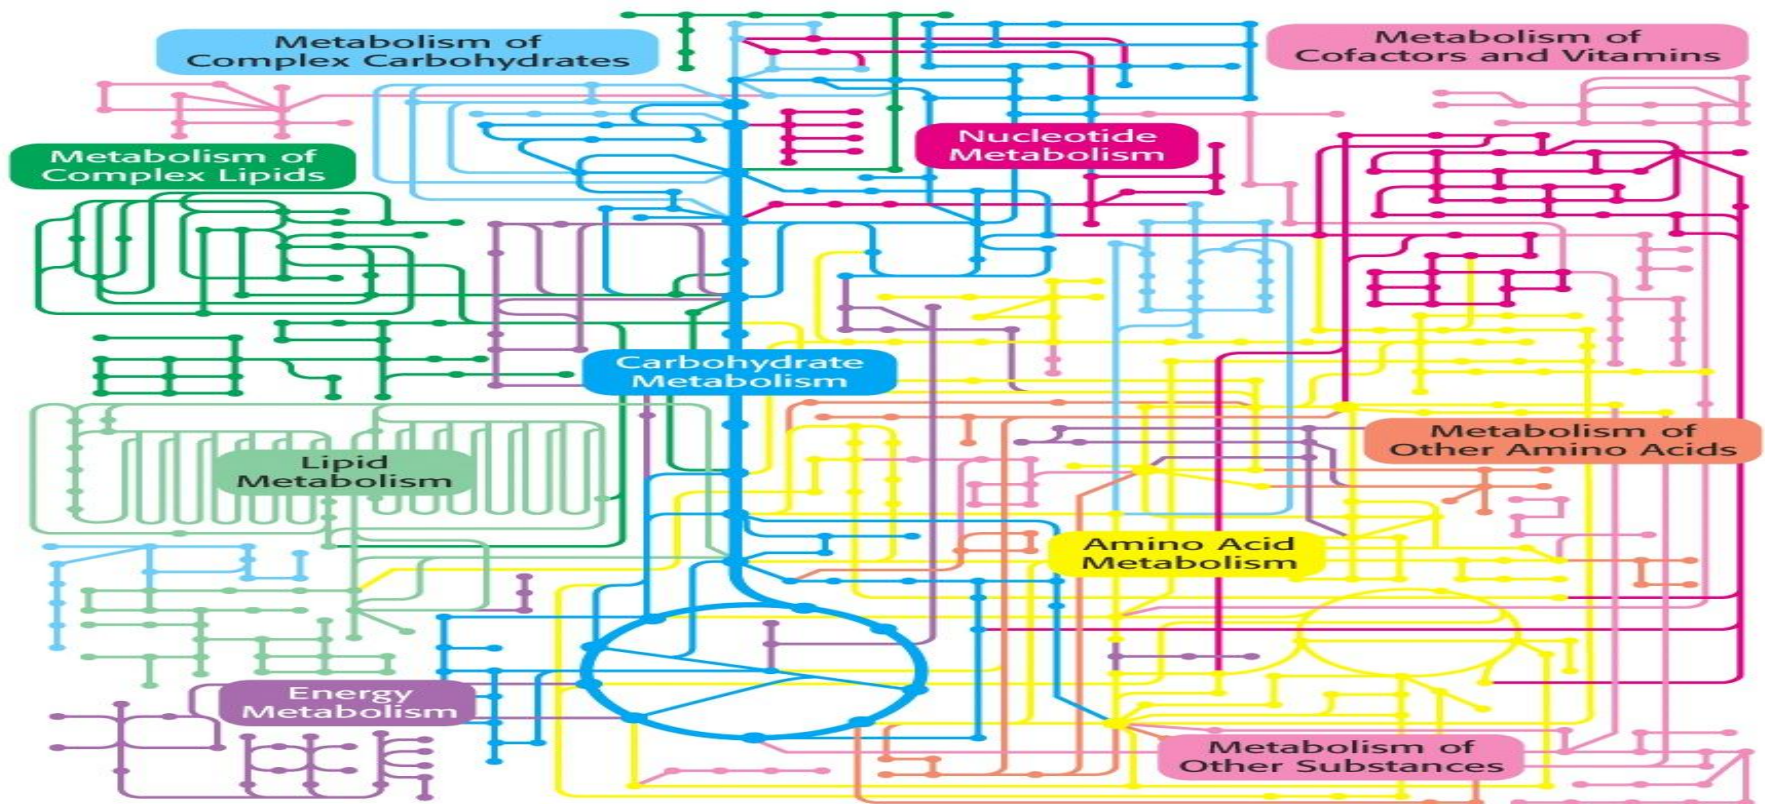 Metabolism of
Complex Carbohydrates
Metabolism of
Cofactors and Vitamins
Nucleotide
Metabolism
Metabolism of
Complex Lipids
Carbohydrate
Metabolism
Metabolism of
Other Amino Acids
Lipid
Metabolism
Amino Acid
Metabolism
Energy
Metabolism
Metabolism of
Other Substances